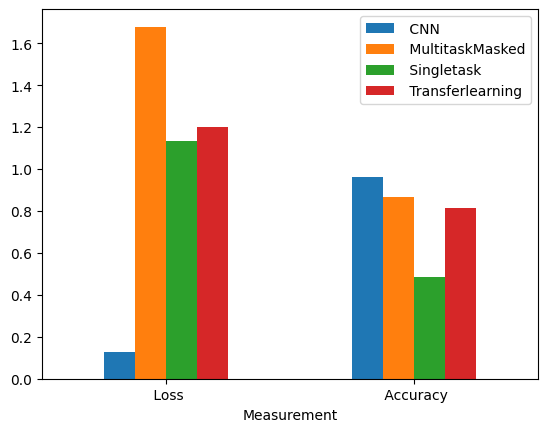 1.6
1.4
1.2
1.0
0.8
0.6
0.4
0.2
0.0
CNN
MultitaskMasked
Singletask
Transferlearning
Loss
Accuracy
Measurement